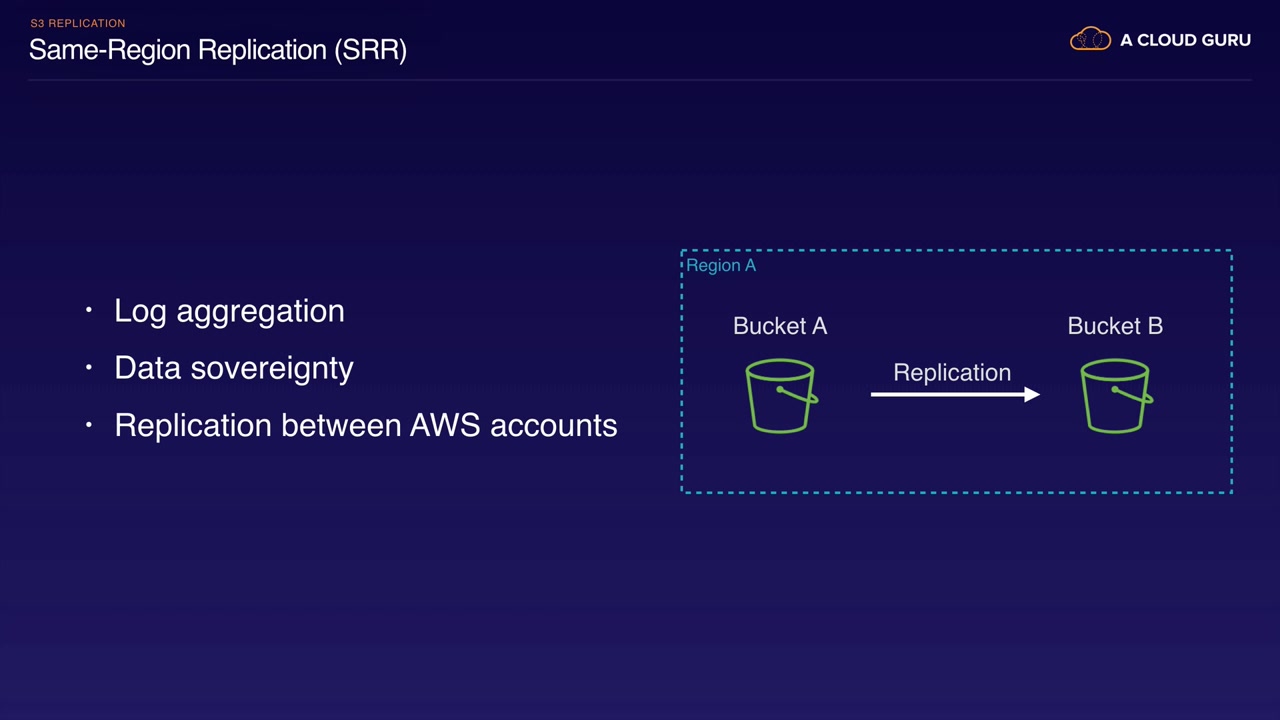 S3 REPLICATION
Same-Region Replication (SRR)
A CLOUD GURU
• Log aggregation
• Data sovereignty
• Replication between AWS accounts
Region A
Bucket A
Bucket B
Replication